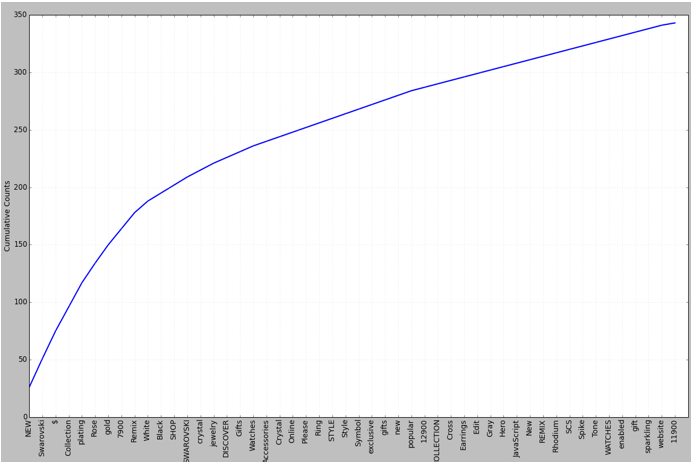 350
300
250
200
150
100
50
0
Cumulative Counts
NEW
Swarovski
$
Collection
plating
Rose
gold
7900
Remix
White
Black
SHOP
SWAROVSKI
crystal
jewelry
DISCOVER
Gifts
Watches
Accessories
Crystal
Online
Please
Ring
STYLE
Style
Symbol
exclusive
gifts
new
popular
12900
OLLECTION
Cross
Earrings
Edit
Gray
Hero
JavaScript
New
REMIX
Rhodium
SCS
Spike
Tone
WATCHES
enabled
gift
sparkling
website
11900